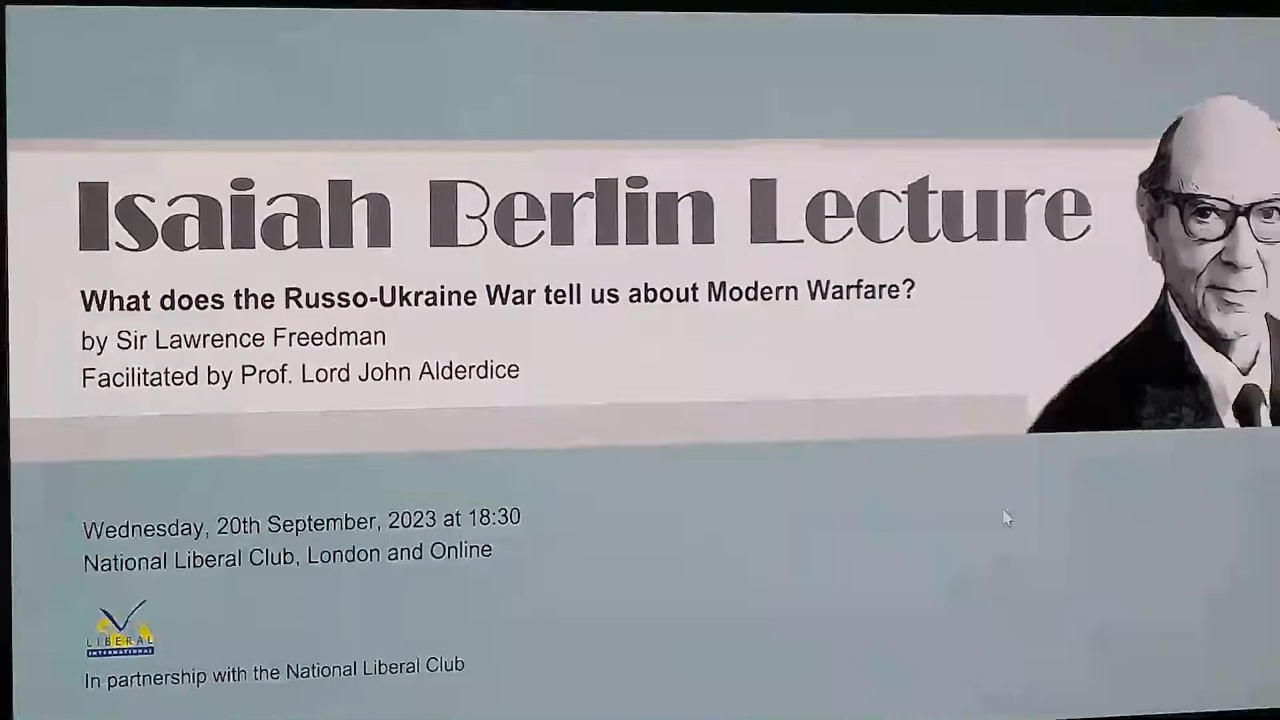 Isaiah Berlin Lecture
What does the Russo-Ukraine War tell us about Modern Warfare?
by Sir Lawrence Freedman
Facilitated by Prof. Lord John Alderdice
Wednesday, 20th September, 2023 at 18:30
National Liberal Club, London and Online
LIBERAL
INTERNATIONAL
In partnership with the National Liberal Club